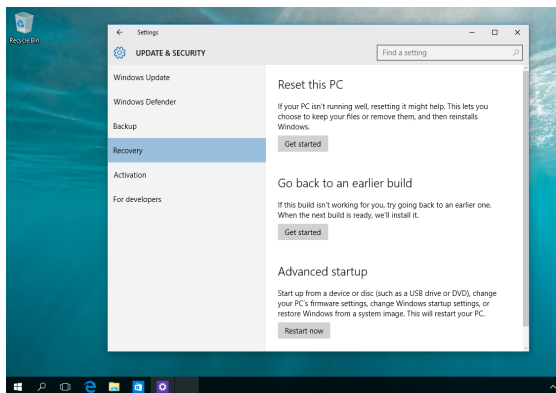 Recycle Bin
Settings
UPDATE & SECURITY
Find a setting
Windows Update
Windows Defender
Backup
Recovery
Activation
For developers
Reset this PC
If your PC isn't running well, resetting it might help. This lets you
choose to keep your files or remove them, and then reinstalls
Windows.
Get started
Go back to an earlier build
If this build isn't working for you, try going back to an earlier one.
When the next build is ready, we'll install it.
Get started
Advanced startup
Start up from a device or disc (such as a USB drive or DVD), change
your PC's firmware settings, change Windows startup settings, or
restore Windows from a system image. This will restart your PC.
Restart now